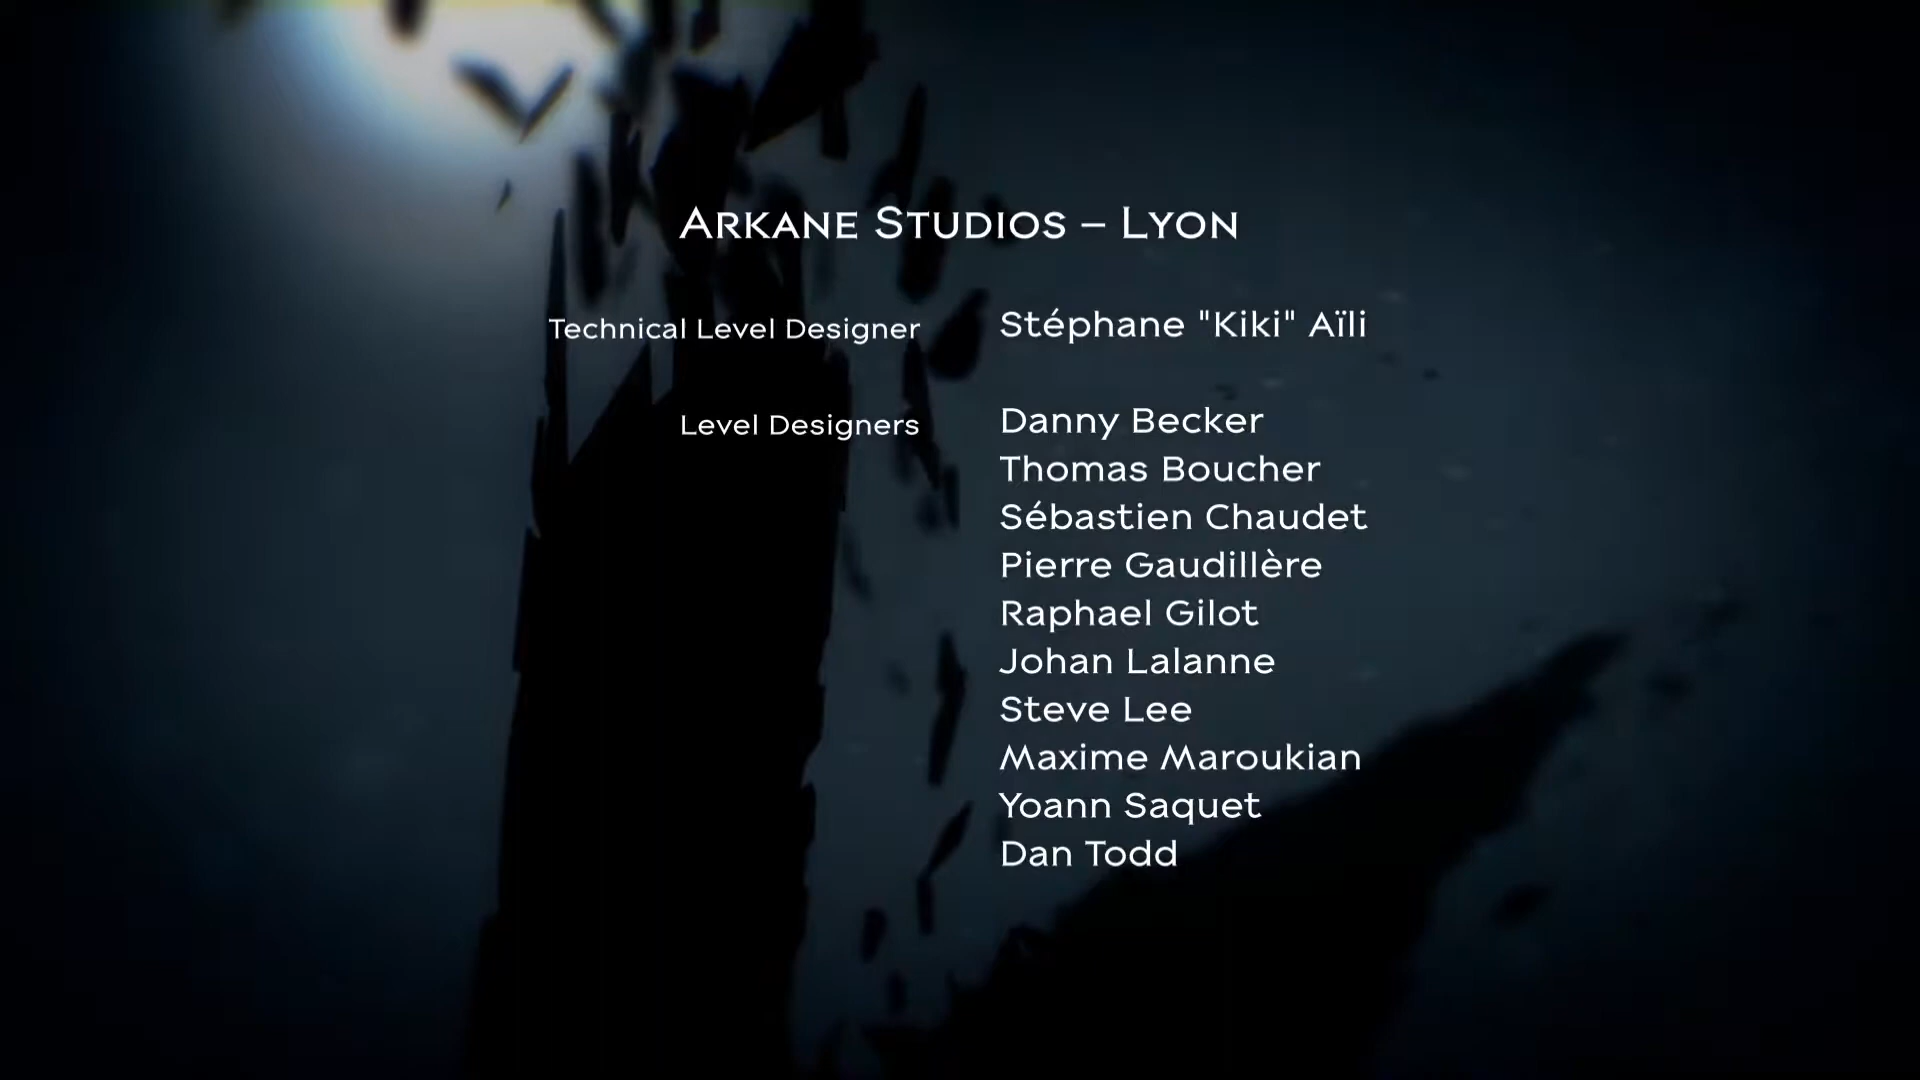 Arkane Studios – Lyon
Technical Level Designer Stéphane "Kiki" Aïli
Level Designers Danny Becker
Thomas Boucher
Sébastien Chaudet
Pierre Gaudillère
Raphael Gilot
Johan Lalanne
Steve Lee
Maxime Maroukian
Yoann Saquet
Dan Todd